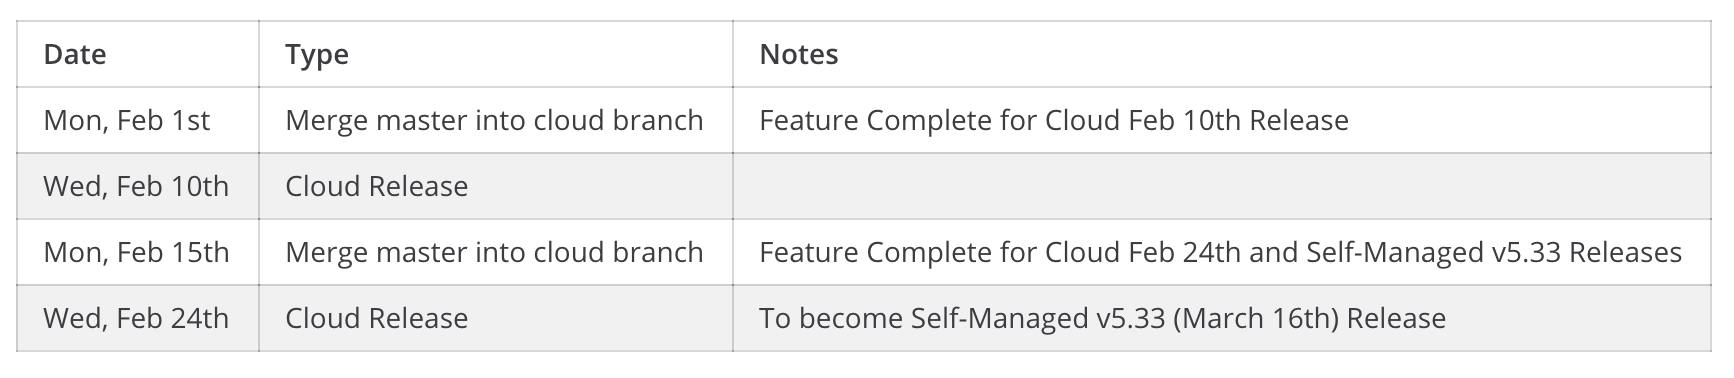 Date Type Notes
Mon, Feb 1st Merge master into cloud branch Feature Complete for Cloud Feb 10th Release
Wed, Feb 10th Cloud Release
Mon, Feb 15th Merge master into cloud branch Feature Complete for Cloud Feb 24th and Self-Managed v5.33 Releases
Wed, Feb 24th Cloud Release To become Self-Managed v5.33 (March 16th) Release